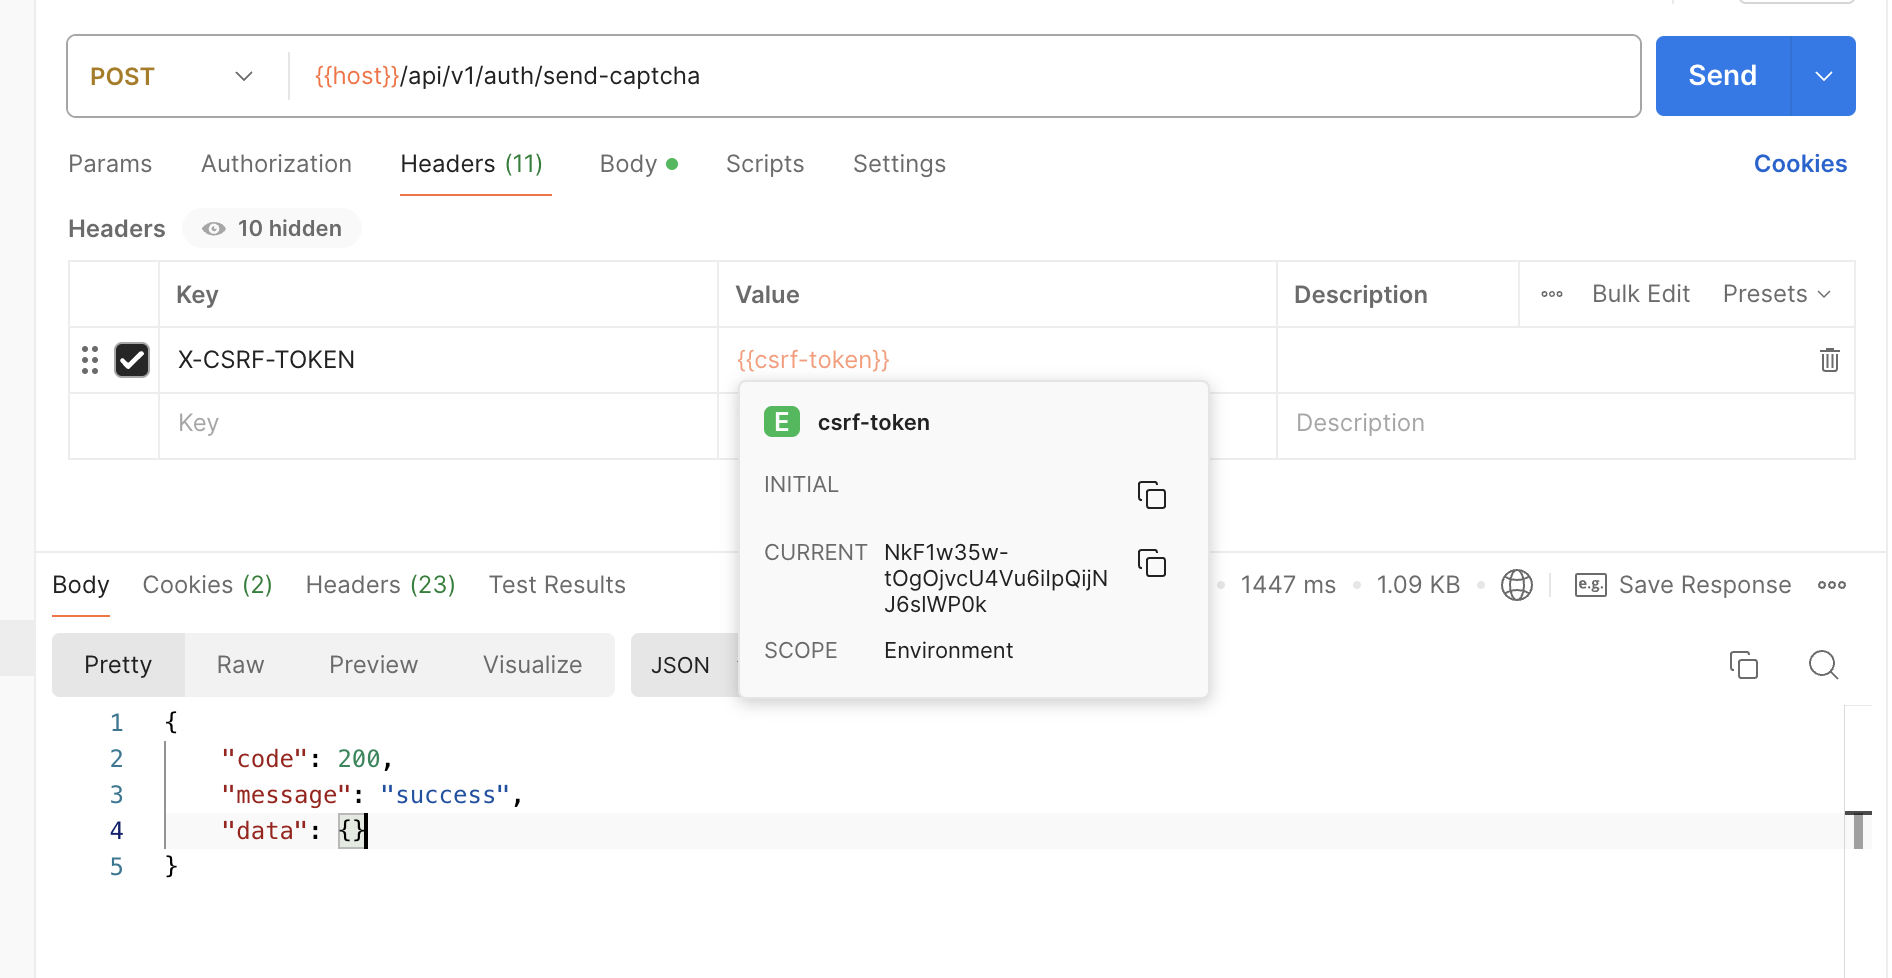 POST
{{host}}/api/v1/auth/send-captcha
Send
Params Authorization Headers (11) Body Scripts Settings Cookies
Headers 10 hidden
Key Value Description Bulk Edit Presets
X-CSRF-TOKEN {{csrf-token}}
Key Description
E csrf-token
INITIAL
CURRENT NkF1w35w-
tOgOjvcU4Vu6ilpQijN
J6slWP0k
SCOPE Environment
Body Cookies (2) Headers (23) Test Results 1447 ms 1.09 KB e.g. Save Response
Pretty Raw Preview Visualize JSON
1 {
2 "code": 200,
3 "message": "success",
4 "data": {}
5 }